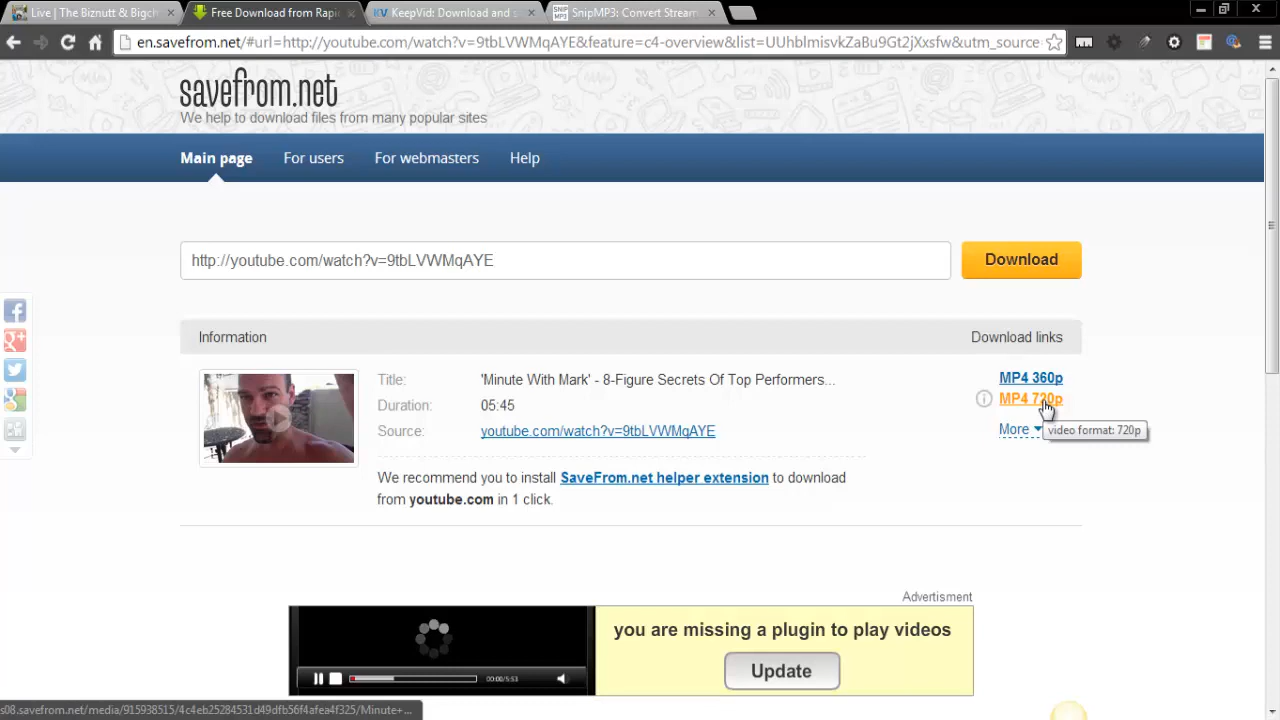 Live | The Biznutt & Bigch
Free Download from Rapi
KeepVid: Download and s
SnipMP3: Convert Stream
en.savefrom.net/#url=http://youtube.com/watch?v=9tbLVWMqAYE&feature=c4-overview&list=UUhblmisvkZaBu9Gt2jXxsfw&utm_source
savefrom.net
We help to download files from many popular sites
Main page
For users
For webmasters
Help
http://youtube.com/watch?v=9tbLVWMqAYE
Download
Information
Download links
Title:
'Minute With Mark' - 8-Figure Secrets Of Top Performers...
MP4 360p
MP4 720p
Duration:
05:45
Source:
youtube.com/watch?v=9tbLVWMqAYE
More
video format: 720p
We recommend you to install SaveFrom.net helper extension to download
from youtube.com in 1 click.
Advertisment
you are missing a plugin to play videos
00:00/5:53
Update
s08.savefrom.net/media/915938515/4c4eb25284531d49dfb56f4afea4f325/Minute+...